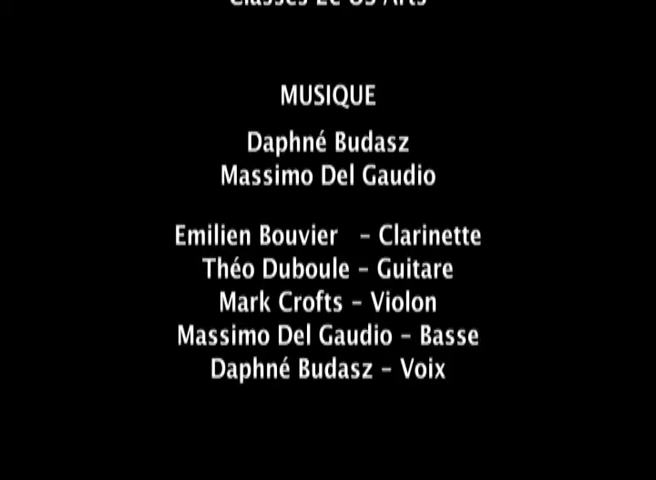 MUSIQUE
Daphné Budasz
Massimo Del Gaudio
Emilien Bouvier – Clarinette
Théo Duboule – Guitare
Mark Crofts – Violon
Massimo Del Gaudio – Basse
Daphné Budasz – Voix